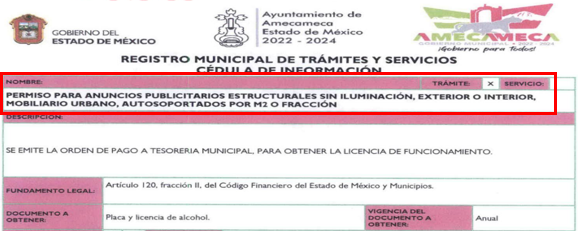 GOBIERNO DEL
ESTADO DE MÉXICO
Ayuntamiento de
Amecameca
Estado de México
2022 - 2024
AMECAMECA
¡Gobierno para Todos!
REGISTRO MUNICIPAL DE TRÁMITES Y SERVICIOS
CÉDULA DE INFORMACIÓN
NOMBRE: TRÁMITE: X SERVICIO:
PERMISO PARA ANUNCIOS PUBLICITARIOS ESTRUCTURALES SIN ILUMINACIÓN, EXTERIOR O INTERIOR,
MOBILIARIO URBANO, AUTOSOPORTADOS POR M2 O FRACCIÓN
DESCRIPCIÓN:
SE EMITE LA ORDEN DE PAGO A TESORERIA MUNICIPAL, PARA OBTENER LA LICENCIA DE FUNCIONAMIENTO.
FUNDAMENTO LEGAL: Artículo 120, fracción II, del Código Financiero del Estado de México y Municipios.
DOCUMENTO A OBTENER: Placa y licencia de alcohol. VIGENCIA DEL DOCUMENTO A OBTENER: Anual